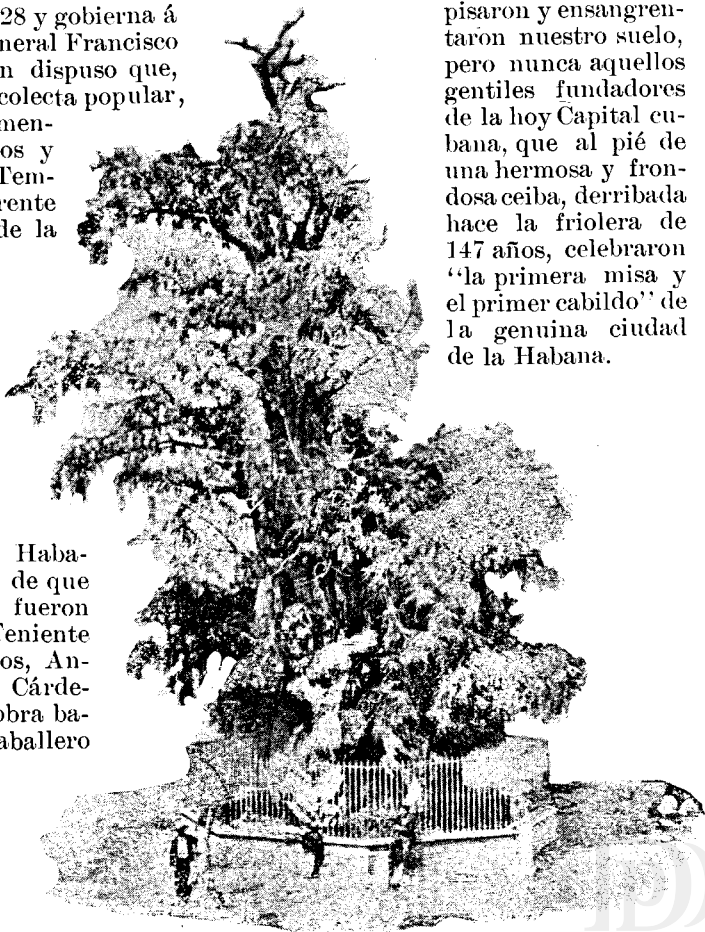 28 y gobierna á
neral Francisco
n dispuso que,
colecta popular,
men-
os y
Tem-
rente
de la
Haba-
de que
fueron
Teniente
os, An-
Cárde-
obra ba-
aballero
pisaron y ensangren-
taron nuestro suelo,
pero nunca aquellos
gentiles fundadores
de la hoy Capital cu-
bana, que al pié de
una hermosa y fron-
dosa ceiba, derribada
hace la friolera de
147 años, celebraron
“la primera misa y
el primer cabildo” de
la genuina ciudad
de la Habana.